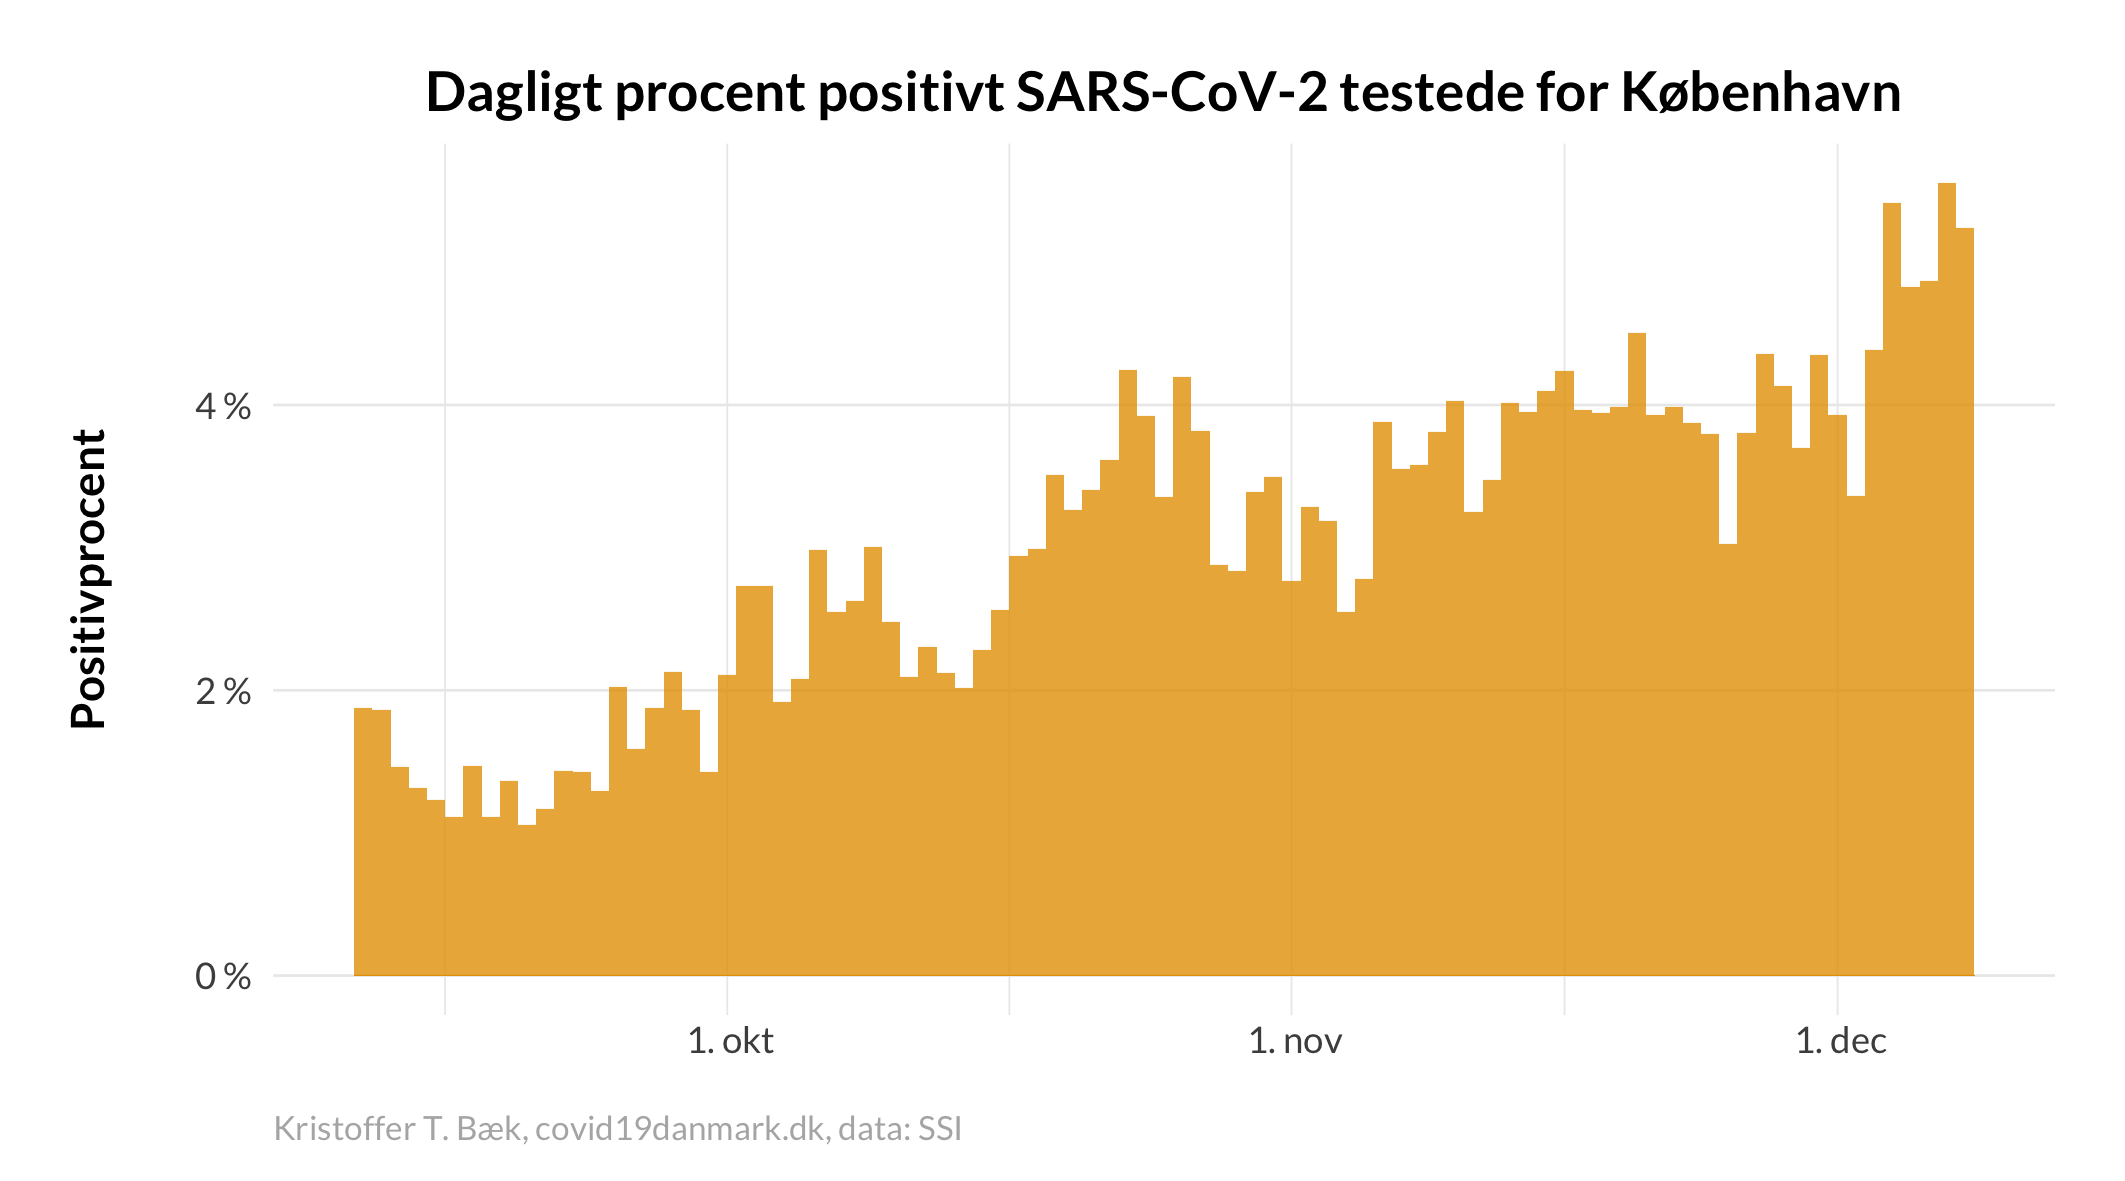 Dagligt procent positivt SARS-CoV-2 testede for København
Positivprocent
4 %
2 %
0 %
1. okt
1. nov
1. dec
Kristoffer T. Bæk, covid19danmark.dk, data: SSI